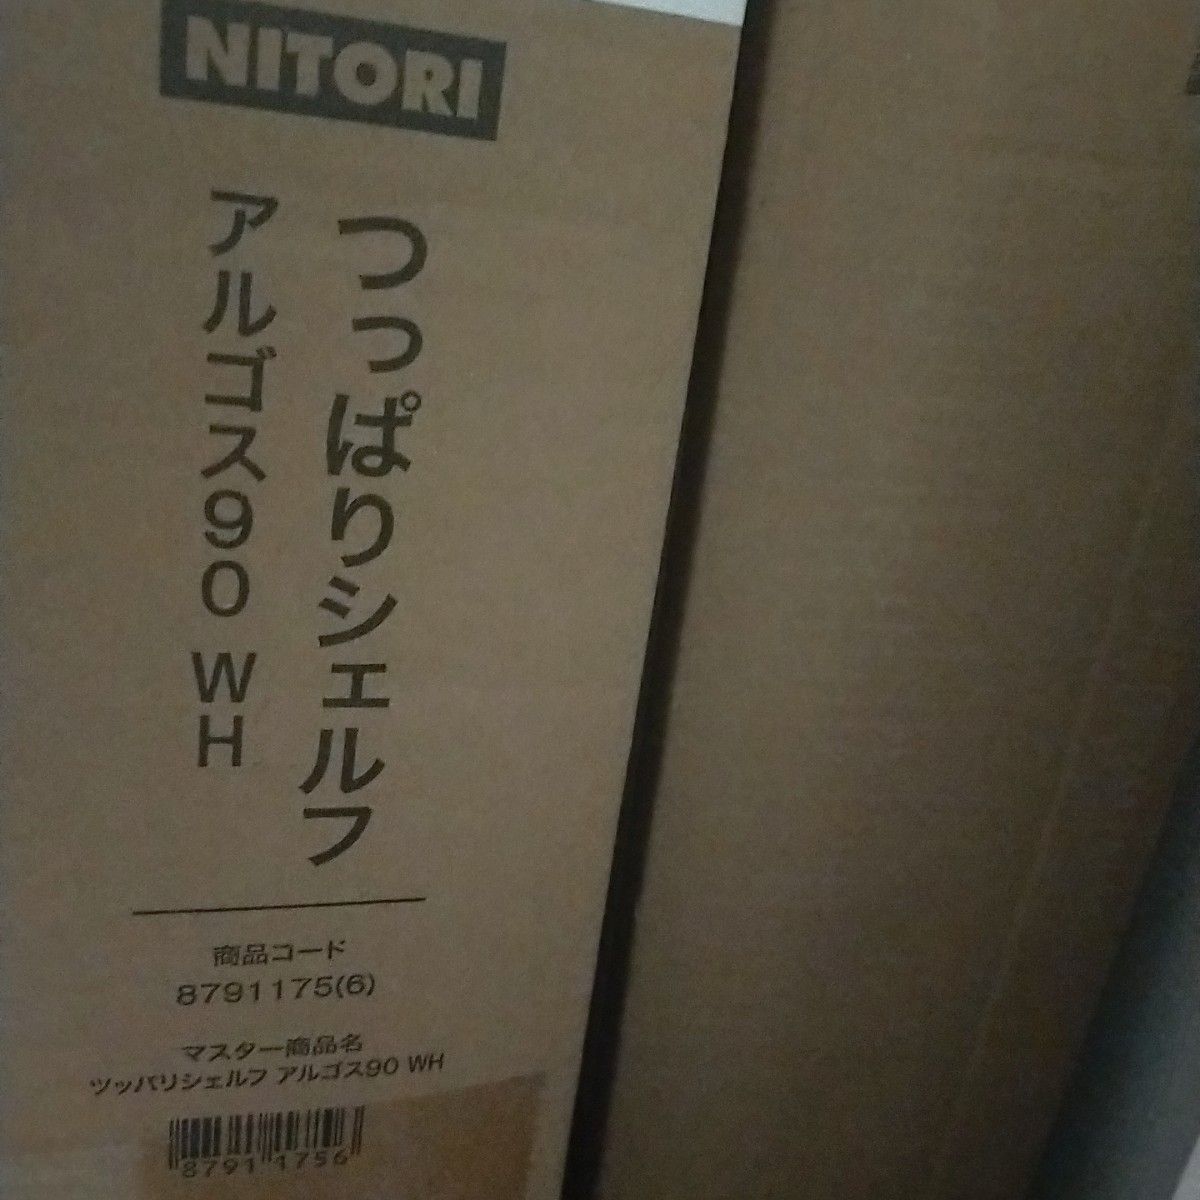 NITORI
つっぱりシェルフ
アルゴス90 WH
商品コード
8791175(6)
マスター商品名
ツッパリシェルフ アルゴス90 WH
8791 1756